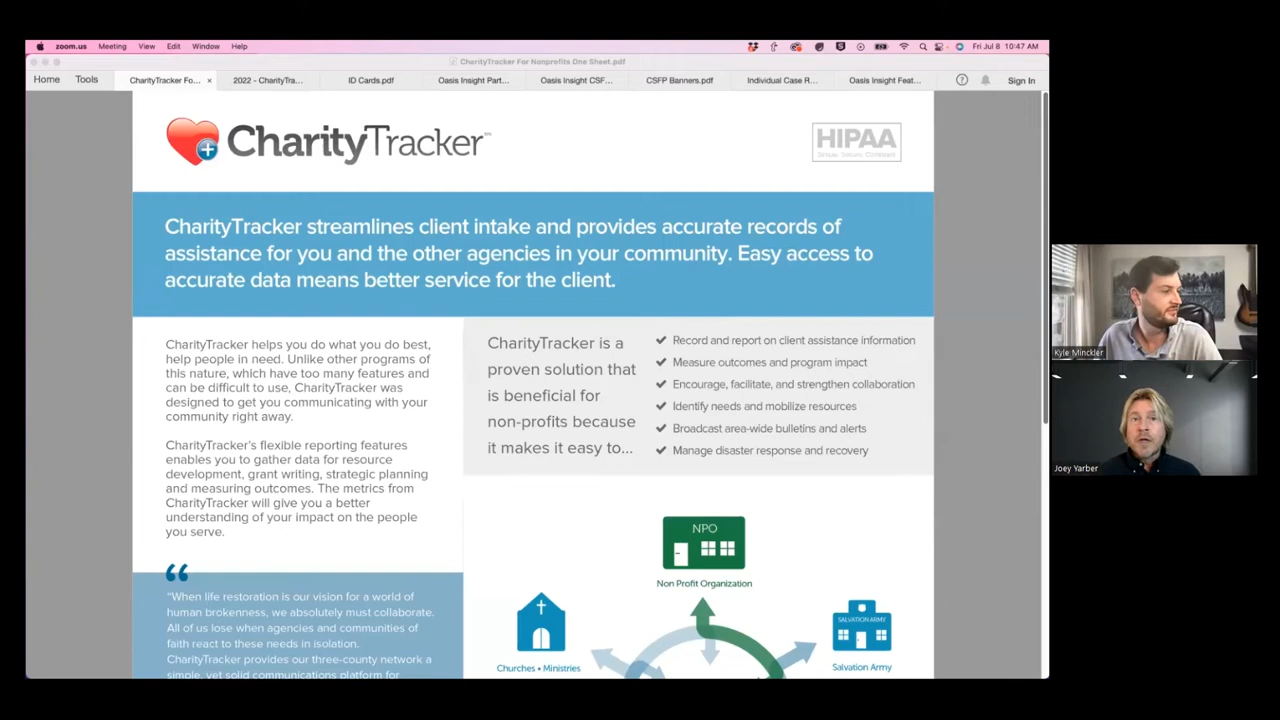 zoom.us Meeting View Edit Window Help Fri Jul 8 10:47 AM
CharityTracker For Nonprofits One Sheet.pdf
Home Tools CharityTracker Fo... × 2022 - CharityTra... ID Cards.pdf Oasis Insight Part... Oasis Insight CSF... CSFP Banners.pdf Individual Case R... Oasis Insight Feat... Sign In
CharityTracker
HIPAA
Simple. Secure. Compliant.
CharityTracker streamlines client intake and provides accurate records of
assistance for you and the other agencies in your community. Easy access to
accurate data means better service for the client.
CharityTracker helps you do what you do best,
help people in need. Unlike other programs of
this nature, which have too many features and
can be difficult to use, CharityTracker was
designed to get you communicating with your
community right away.
CharityTracker's flexible reporting features
enables you to gather data for resource
development, grant writing, strategic planning
and measuring outcomes. The metrics from
CharityTracker will give you a better
understanding of your impact on the people
you serve.
CharityTracker is a
proven solution that
is beneficial for
non-profits because
it makes it easy to...
Record and report on client assistance information
Measure outcomes and program impact
Encourage, facilitate, and strengthen collaboration
Identify needs and mobilize resources
Broadcast area-wide bulletins and alerts
Manage disaster response and recovery
"When life restoration is our vision for a world of
human brokenness, we absolutely must collaborate.
All of us lose when agencies and communities of
faith react to these needs in isolation.
CharityTracker provides our three-county network a
simple, yet solid communications platform for
NPO
Non Profit Organization
Churches • Ministries
SALVATION ARMY
Salvation Army
Kyle Minckler
Joey Yarber